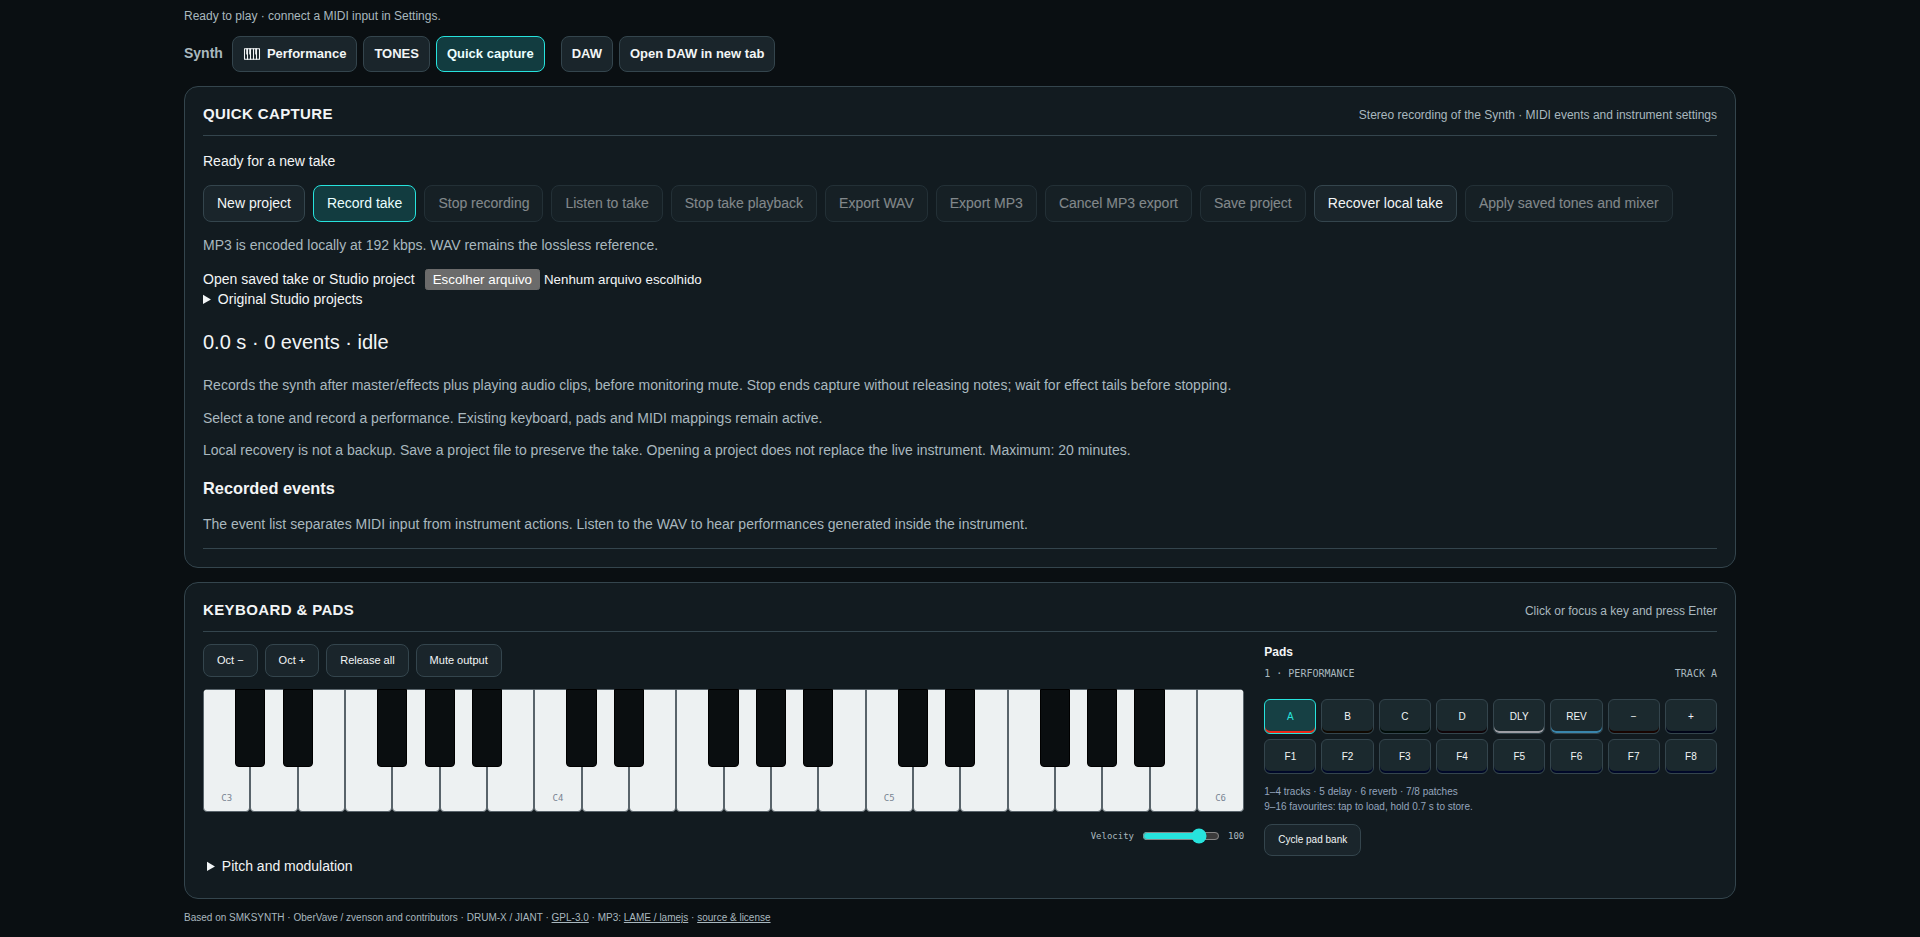 Ready to play · connect a MIDI input in Settings.
Synth Performance TONES Quick capture DAW Open DAW in new tab
QUICK CAPTURE Stereo recording of the Synth · MIDI events and instrument settings
Ready for a new take
New project Record take Stop recording Listen to take Stop take playback Export WAV Export MP3 Cancel MP3 export Save project Recover local take Apply saved tones and mixer
MP3 is encoded locally at 192 kbps. WAV remains the lossless reference.
Open saved take or Studio project Escolher arquivo Nenhum arquivo escolhido
Original Studio projects
0.0 s · 0 events · idle
Records the synth after master/effects plus playing audio clips, before monitoring mute. Stop ends capture without releasing notes; wait for effect tails before stopping.
Select a tone and record a performance. Existing keyboard, pads and MIDI mappings remain active.
Local recovery is not a backup. Save a project file to preserve the take. Opening a project does not replace the live instrument. Maximum: 20 minutes.
Recorded events
The event list separates MIDI input from instrument actions. Listen to the WAV to hear performances generated inside the instrument.
KEYBOARD & PADS Click or focus a key and press Enter
Oct − Oct + Release all Mute output
C3 C4 C5 C6
Velocity 100
Pitch and modulation
Pads
1 · PERFORMANCE TRACK A
A B C D DLY REV − +
F1 F2 F3 F4 F5 F6 F7 F8
1–4 tracks · 5 delay · 6 reverb · 7/8 patches
9–16 favourites: tap to load, hold 0.7 s to store.
Cycle pad bank
Based on SMKSYNTH · OberVave / zvenson and contributors · DRUM-X / JIANT · GPL-3.0 · MP3: LAME / lamejs · source & license